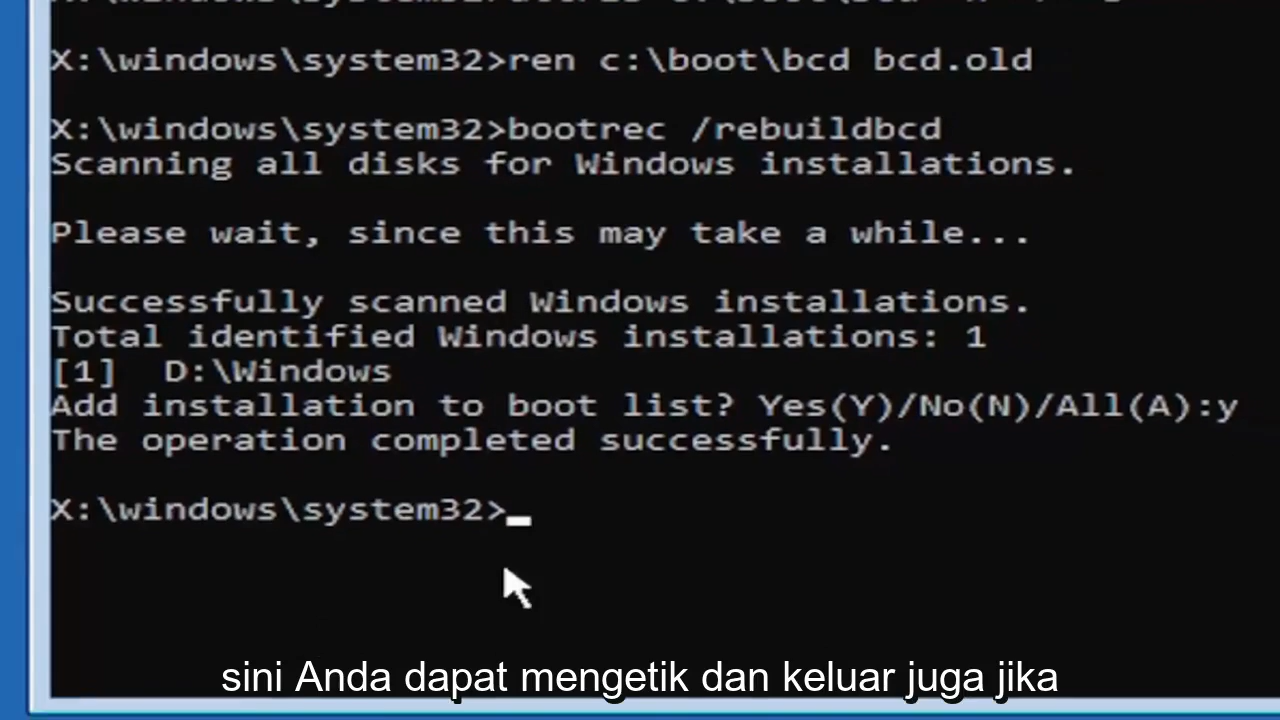 X:\windows\system32>ren c:\boot\bcd bcd.old
X:\windows\system32>bootrec /rebuildbcd
Scanning all disks for Windows installations.
Please wait, since this may take a while...
Successfully scanned Windows installations.
Total identified Windows installations: 1
[1]  D:\Windows
Add installation to boot list? Yes(Y)/No(N)/All(A):y
The operation completed successfully.
X:\windows\system32>
sini Anda dapat mengetik dan keluar juga jika